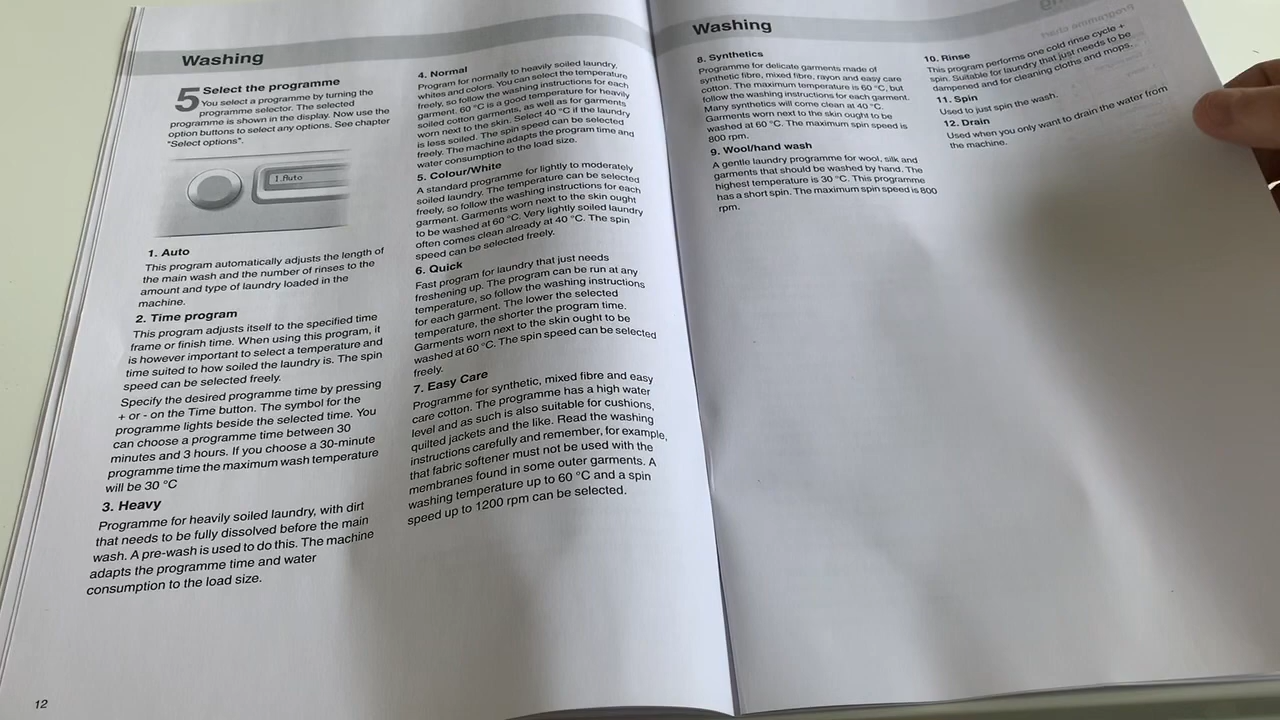 Washing
5 Select the programme
You select a programme by turning the
programme selector. The selected
programme is shown in the display. Now use the
option buttons to select any options. See chapter
"Select options".
1.Auto
1. Auto
This program automatically adjusts the length of
the main wash and the number of rinses to the
amount and type of laundry loaded in the
machine.
2. Time program
This program adjusts itself to the specified time
frame or finish time. When using this program, it
is however important to select a temperature and
time suited to how soiled the laundry is. The spin
speed can be selected freely.
Specify the desired programme time by pressing
+ or - on the Time button. The symbol for the
programme lights beside the selected time. You
can choose a programme time between 30
minutes and 3 hours. If you choose a 30-minute
programme time the maximum wash temperature
will be 30 °C
3. Heavy
Programme for heavily soiled laundry, with dirt
that needs to be fully dissolved before the main
wash. A pre-wash is used to do this. The machine
adapts the programme time and water
consumption to the load size.
4. Normal
Program for normally to heavily soiled laundry,
whites and colors. You can select the temperature
freely, so follow the washing instructions for each
garment. 60 °C is a good temperature for heavily
soiled cotton garments, as well as for garments
worn next to the skin. Select 40 °C if the laundry
is less soiled. The spin speed can be selected
freely. The machine adapts the program time and
water consumption to the load size.
5. Colour/White
A standard programme for lightly to moderately
soiled laundry. The temperature can be selected
freely, so follow the washing instructions for each
garment. Garments worn next to the skin ought
to be washed at 60 °C. Very lightly soiled laundry
often comes clean already at 40 °C. The spin
speed can be selected freely.
6. Quick
Fast program for laundry that just needs
freshening up. The program can be run at any
temperature, so follow the washing instructions
for each garment. The lower the selected
temperature, the shorter the program time.
Garments worn next to the skin ought to be
washed at 60 °C. The spin speed can be selected
freely.
7. Easy Care
Programme for synthetic, mixed fibre and easy
care cotton. The programme has a high water
level and as such is also suitable for cushions,
quilted jackets and the like. Read the washing
instructions carefully and remember, for example,
that fabric softener must not be used with the
membranes found in some outer garments. A
washing temperature up to 60 °C and a spin
speed up to 1200 rpm can be selected.
12
Washing
8. Synthetics
Programme for delicate garments made of
synthetic fibre, mixed fibre, rayon and easy care
cotton. The maximum temperature is 60 °C, but
follow the washing instructions for each garment.
Many synthetics will come clean at 40 °C.
Garments worn next to the skin ought to be
washed at 60 °C. The maximum spin speed is
800 rpm.
9. Wool/hand wash
A gentle laundry programme for wool, silk and
garments that should be washed by hand. The
highest temperature is 30 °C. This programme
has a short spin. The maximum spin speed is 800
rpm.
10. Rinse
This program performs one cold rinse cycle +
spin. Suitable for laundry that just needs to be
dampened and for cleaning cloths and mops.
11. Spin
Used to just spin the wash.
12. Drain
Used when you only want to drain the water from
the machine.